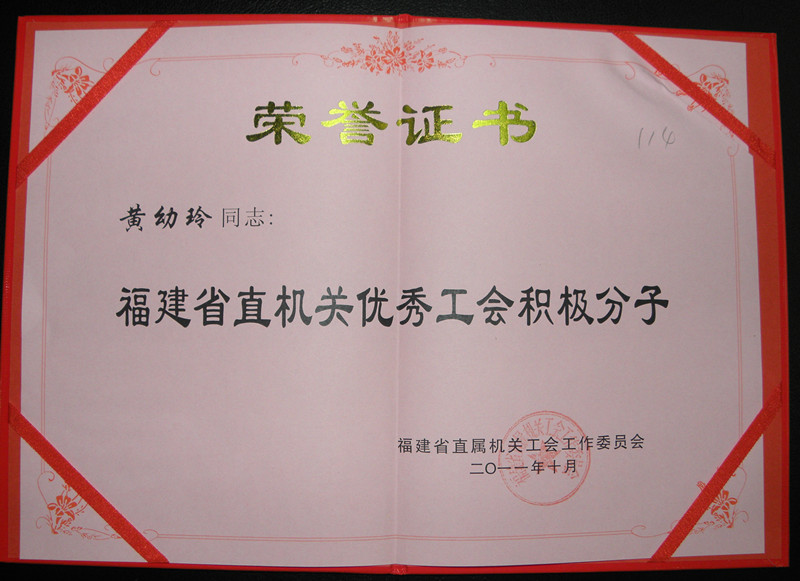 荣誉证书
114
黄幼玲同志:
福建省直机关优秀工会积极分子
福建省直属机关工会工作委员会
二〇一一年十月